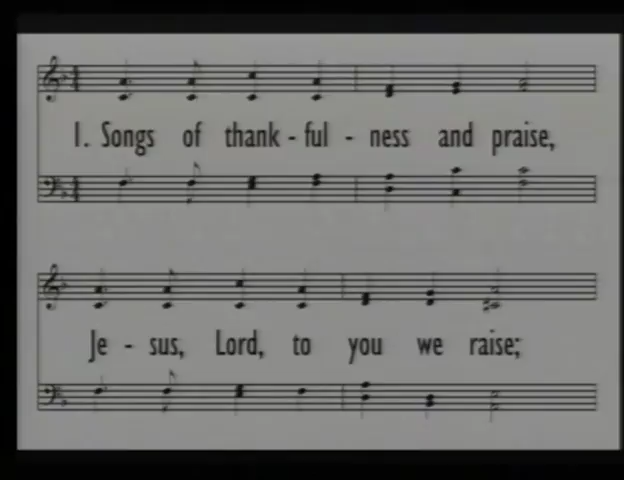 1. Songs of thank - ful - ness and praise,
Je - sus, Lord, to you we raise;